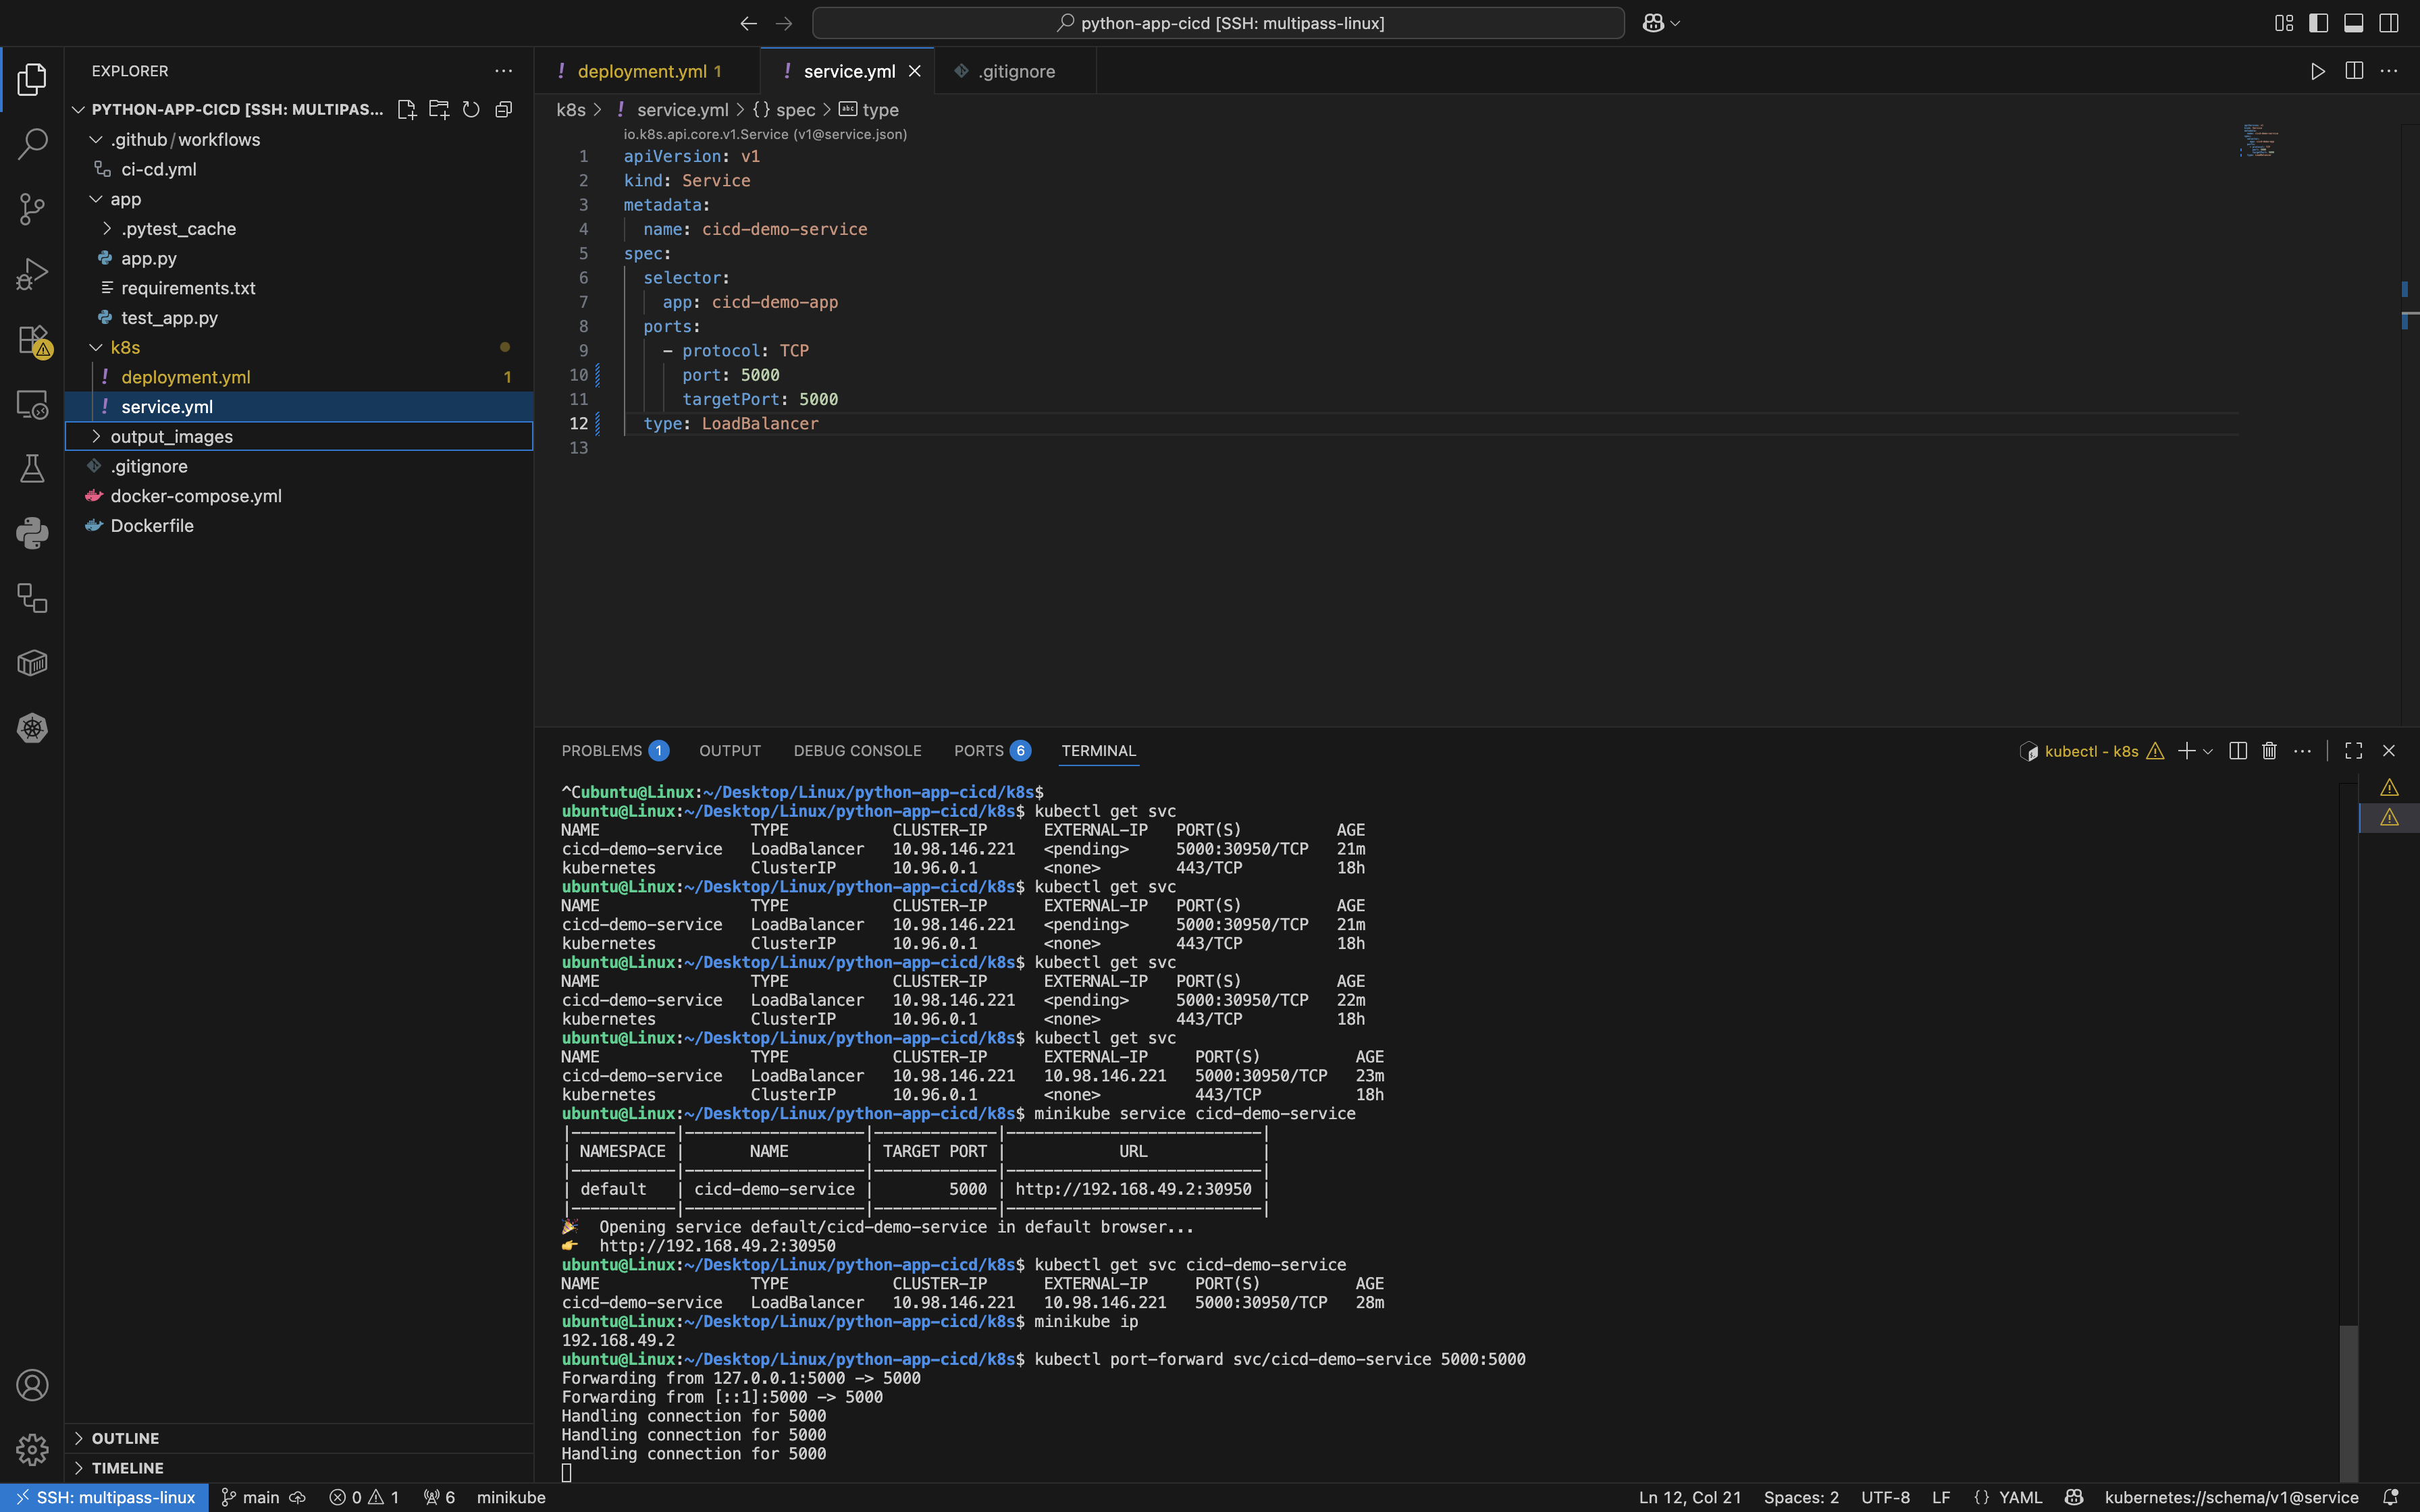 python-app-cicd [SSH: multipass-linux]
EXPLORER
PYTHON-APP-CICD [SSH: MULTIPAS...
.github/workflows
ci-cd.yml
app
.pytest_cache
app.py
requirements.txt
test_app.py
k8s
deployment.yml 1
service.yml
output_images
.gitignore
docker-compose.yml
Dockerfile
OUTLINE
TIMELINE
! deployment.yml 1
! service.yml
.gitignore
k8s > ! service.yml > {} spec > abc type
io.k8s.api.core.v1.Service (v1@service.json)
1 apiVersion: v1
2 kind: Service
3 metadata:
4 name: cicd-demo-service
5 spec:
6 selector:
7 app: cicd-demo-app
8 ports:
9 - protocol: TCP
10 port: 5000
11 targetPort: 5000
12 type: LoadBalancer
13
PROBLEMS 1 OUTPUT DEBUG CONSOLE PORTS 6 TERMINAL
kubectl - k8s
^Cubuntu@Linux:~/Desktop/Linux/python-app-cicd/k8s$
ubuntu@Linux:~/Desktop/Linux/python-app-cicd/k8s$ kubectl get svc
NAME TYPE CLUSTER-IP EXTERNAL-IP PORT(S) AGE
cicd-demo-service LoadBalancer 10.98.146.221 <pending> 5000:30950/TCP 21m
kubernetes ClusterIP 10.96.0.1 <none> 443/TCP 18h
ubuntu@Linux:~/Desktop/Linux/python-app-cicd/k8s$ kubectl get svc
NAME TYPE CLUSTER-IP EXTERNAL-IP PORT(S) AGE
cicd-demo-service LoadBalancer 10.98.146.221 <pending> 5000:30950/TCP 21m
kubernetes ClusterIP 10.96.0.1 <none> 443/TCP 18h
ubuntu@Linux:~/Desktop/Linux/python-app-cicd/k8s$ kubectl get svc
NAME TYPE CLUSTER-IP EXTERNAL-IP PORT(S) AGE
cicd-demo-service LoadBalancer 10.98.146.221 <pending> 5000:30950/TCP 22m
kubernetes ClusterIP 10.96.0.1 <none> 443/TCP 18h
ubuntu@Linux:~/Desktop/Linux/python-app-cicd/k8s$ kubectl get svc
NAME TYPE CLUSTER-IP EXTERNAL-IP PORT(S) AGE
cicd-demo-service LoadBalancer 10.98.146.221 10.98.146.221 5000:30950/TCP 23m
kubernetes ClusterIP 10.96.0.1 <none> 443/TCP 18h
ubuntu@Linux:~/Desktop/Linux/python-app-cicd/k8s$ minikube service cicd-demo-service
|-----------|-------------------|-------------|---------------------------|
| NAMESPACE | NAME | TARGET PORT | URL |
|-----------|-------------------|-------------|---------------------------|
| default | cicd-demo-service | 5000 | http://192.168.49.2:30950 |
|-----------|-------------------|-------------|---------------------------|
🎉 Opening service default/cicd-demo-service in default browser...
👉 http://192.168.49.2:30950
ubuntu@Linux:~/Desktop/Linux/python-app-cicd/k8s$ kubectl get svc cicd-demo-service
NAME TYPE CLUSTER-IP EXTERNAL-IP PORT(S) AGE
cicd-demo-service LoadBalancer 10.98.146.221 10.98.146.221 5000:30950/TCP 28m
ubuntu@Linux:~/Desktop/Linux/python-app-cicd/k8s$ minikube ip
192.168.49.2
ubuntu@Linux:~/Desktop/Linux/python-app-cicd/k8s$ kubectl port-forward svc/cicd-demo-service 5000:5000
Forwarding from 127.0.0.1:5000 -> 5000
Forwarding from [::1]:5000 -> 5000
Handling connection for 5000
Handling connection for 5000
Handling connection for 5000
SSH: multipass-linux main 0 1 6 minikube Ln 12, Col 21 Spaces: 2 UTF-8 LF {} YAML kubernetes://schema/v1@service